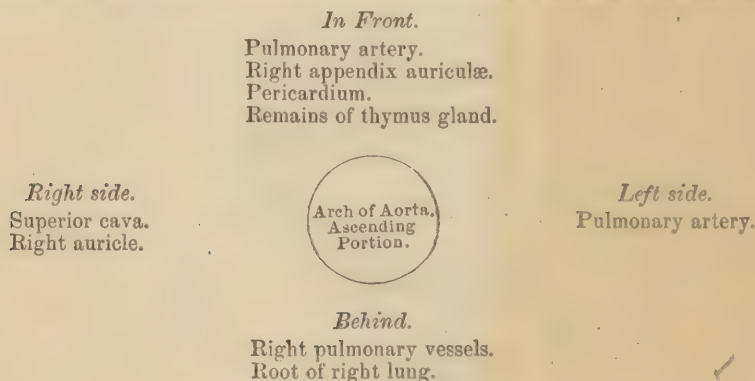 In Front.
Pulmonary artery.
Right appendix auriculæ.
Pericardium.
Remains of thymus gland.
Right side.
Superior cava.
Right auricle.
Arch of Aorta,
Ascending
Portion.
Left side.
Pulmonary artery.
Behind.
Right pulmonary vessels.
Root of right lung.